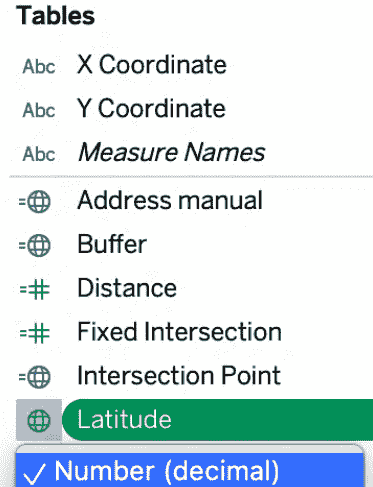 Tables
Abc X Coordinate
Abc Y Coordinate
Abc Measure Names
=Address manual
=Buffer
=# Distance
=# Fixed Intersection
=Intersection Point
Latitude
✓ Number (decimal)